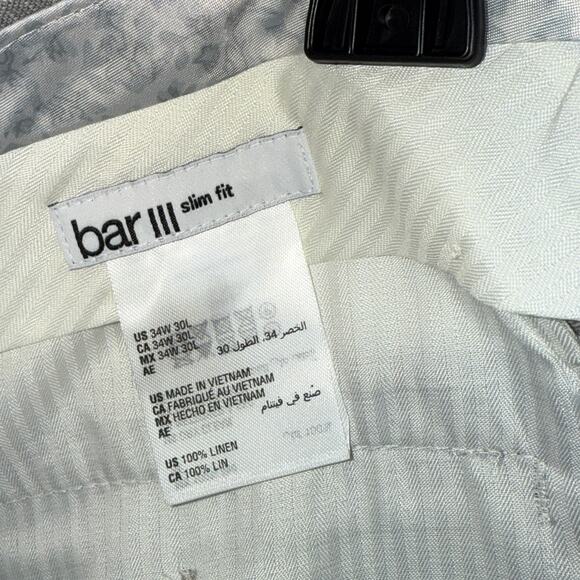 bar III slim fit
US 34W 30L
CA 34W 30L
MX 34W 30L
AE الخصر 34، الطول 30
US MADE IN VIETNAM
CA FABRIQUÉ AU VIETNAM
MX HECHO EN VIETNAM
AE صُنع في فيتنام
US 100% LINEN
CA 100% LIN